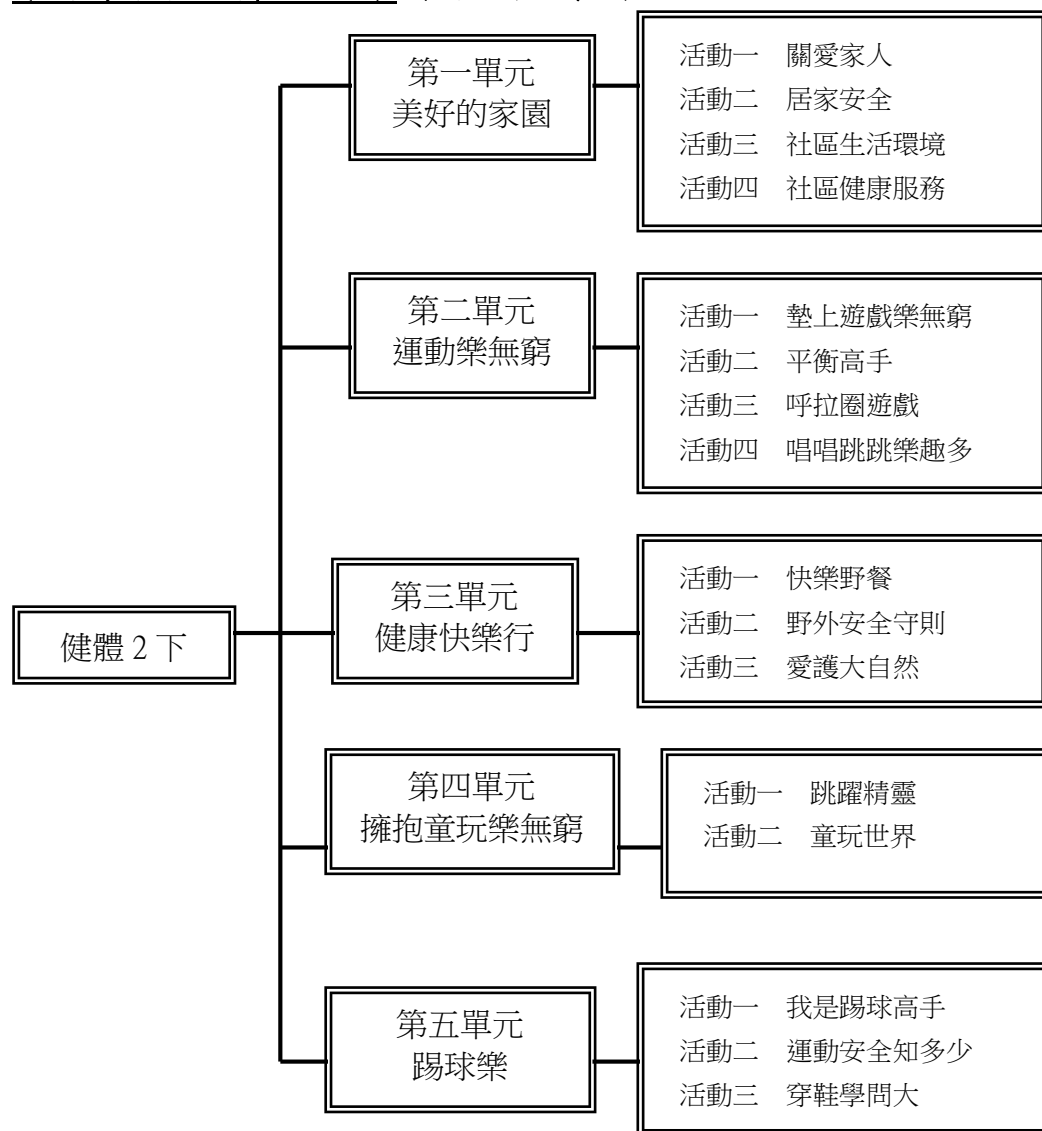 第一單元
美好的家園
活動一　關愛家人
活動二　居家安全
活動三　社區生活環境
活動四　社區健康服務
第二單元
運動樂無窮
活動一　墊上遊戲樂無窮
活動二　平衡高手
活動三　呼拉圈遊戲
活動四　唱唱跳跳樂趣多
健體 2 下
第三單元
健康快樂行
活動一　快樂野餐
活動二　野外安全守則
活動三　愛護大自然
第四單元
擁抱童玩樂無窮
活動一　跳躍精靈
活動二　童玩世界
第五單元
踢球樂
活動一　我是踢球高手
活動二　運動安全知多少
活動三　穿鞋學問大